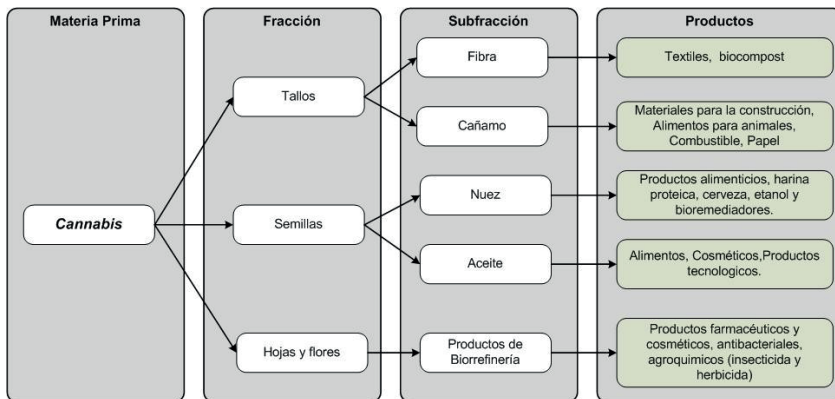 Materia Prima
Fracción
Subfracción
Productos
Cannabis
Tallos
Semillas
Hojas y flores
Fibra
Cañamo
Nuez
Aceite
Productos de
Biorrefinería
Textiles, biocompost
Materiales para la construcción,
Alimentos para animales,
Combustible, Papel
Productos alimenticios, harina
proteica, cerveza, etanol y
bioremediadores.
Alimentos, Cosméticos,Productos
tecnologicos.
Productos farmacéuticos y
cosméticos, antibacteriales,
agroquimicos (insecticida y
herbicida)